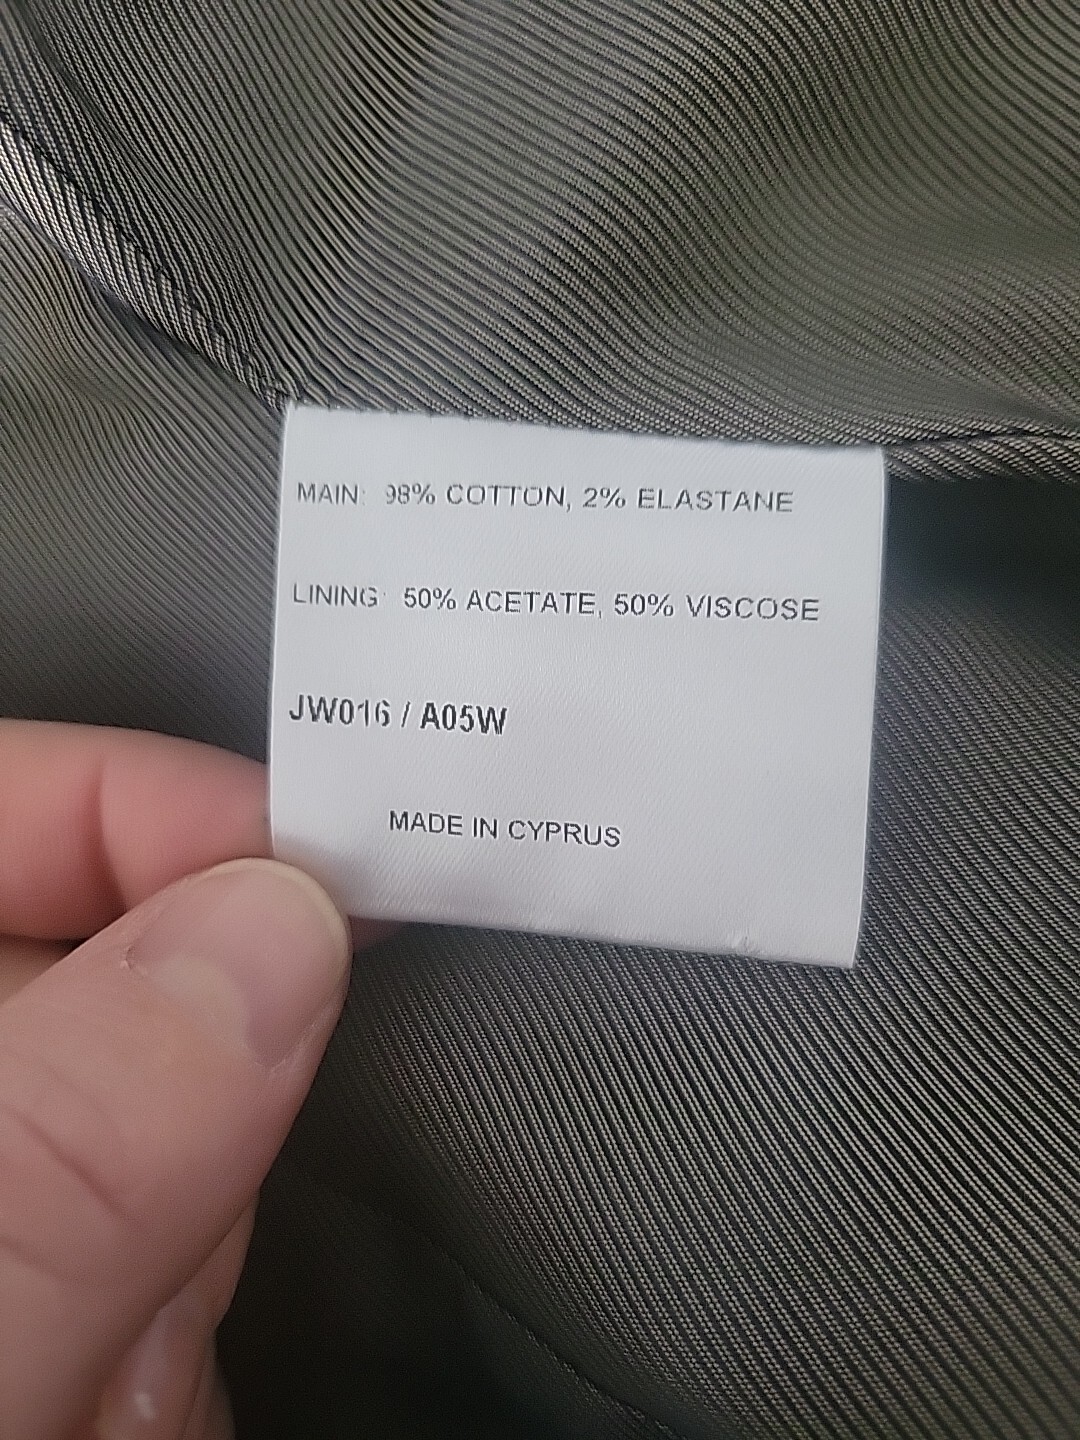 MAIN: 98% COTTON, 2% ELASTANE
LINING: 50% ACETATE, 50% VISCOSE
JW016 / A05W
MADE IN CYPRUS